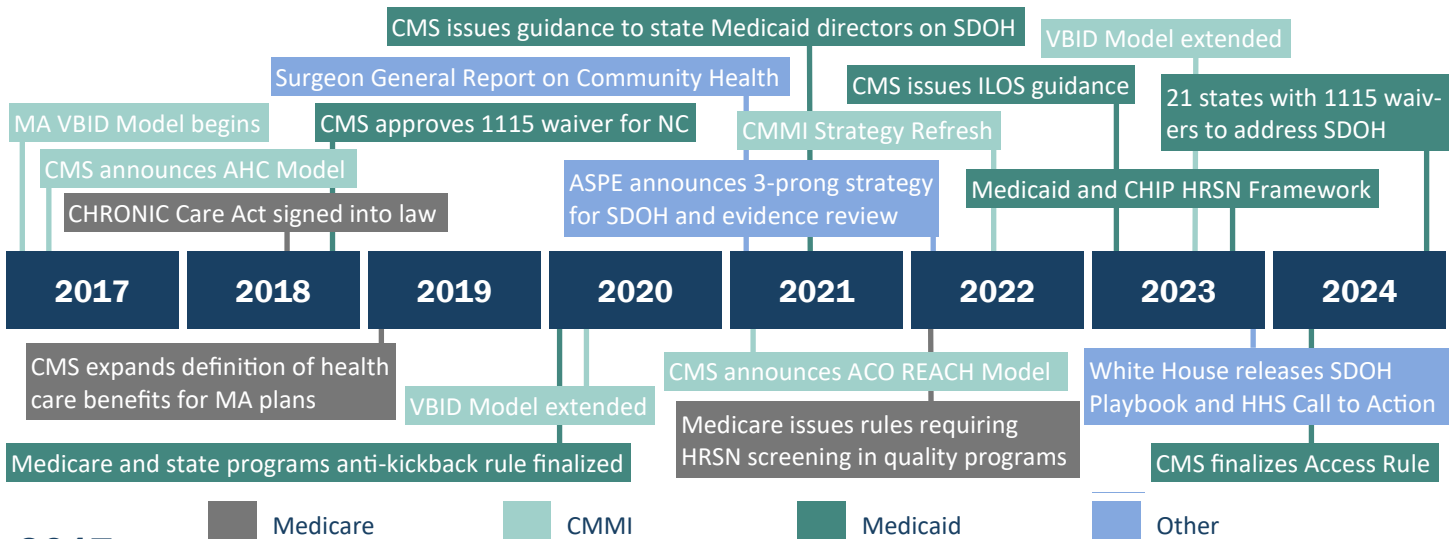 CMS issues guidance to state Medicaid directors on SDOH
VBID Model extended
Surgeon General Report on Community Health
CMS issues ILOS guidance
21 states with 1115 waiv-
ers to address SDOH
MA VBID Model begins
CMS approves 1115 waiver for NC
CMMI Strategy Refresh
CMS announces AHC Model
ASPE announces 3-prong strategy
for SDOH and evidence review
Medicaid and CHIP HRSN Framework
CHRONIC Care Act signed into law
2017
2018
2019
2020
2021
2022
2023
2024
CMS expands definition of health
care benefits for MA plans
VBID Model extended
CMS announces ACO REACH Model
White House releases SDOH
Playbook and HHS Call to Action
Medicare issues rules requiring
HRSN screening in quality programs
Medicare and state programs anti-kickback rule finalized
CMS finalizes Access Rule
Medicare
CMMI
Medicaid
Other